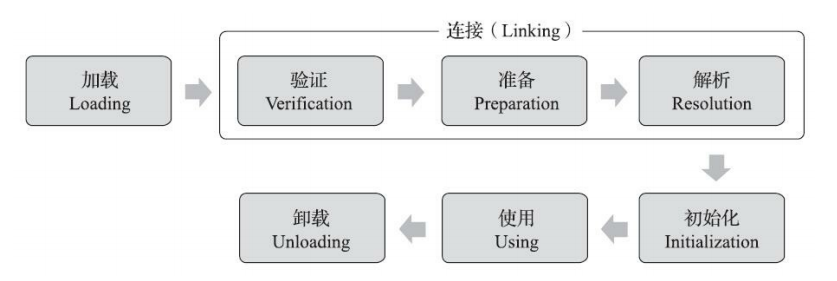 连接（Linking）
加载
Loading
验证
Verification
准备
Preparation
解析
Resolution
卸载
Unloading
使用
Using
初始化
Initialization